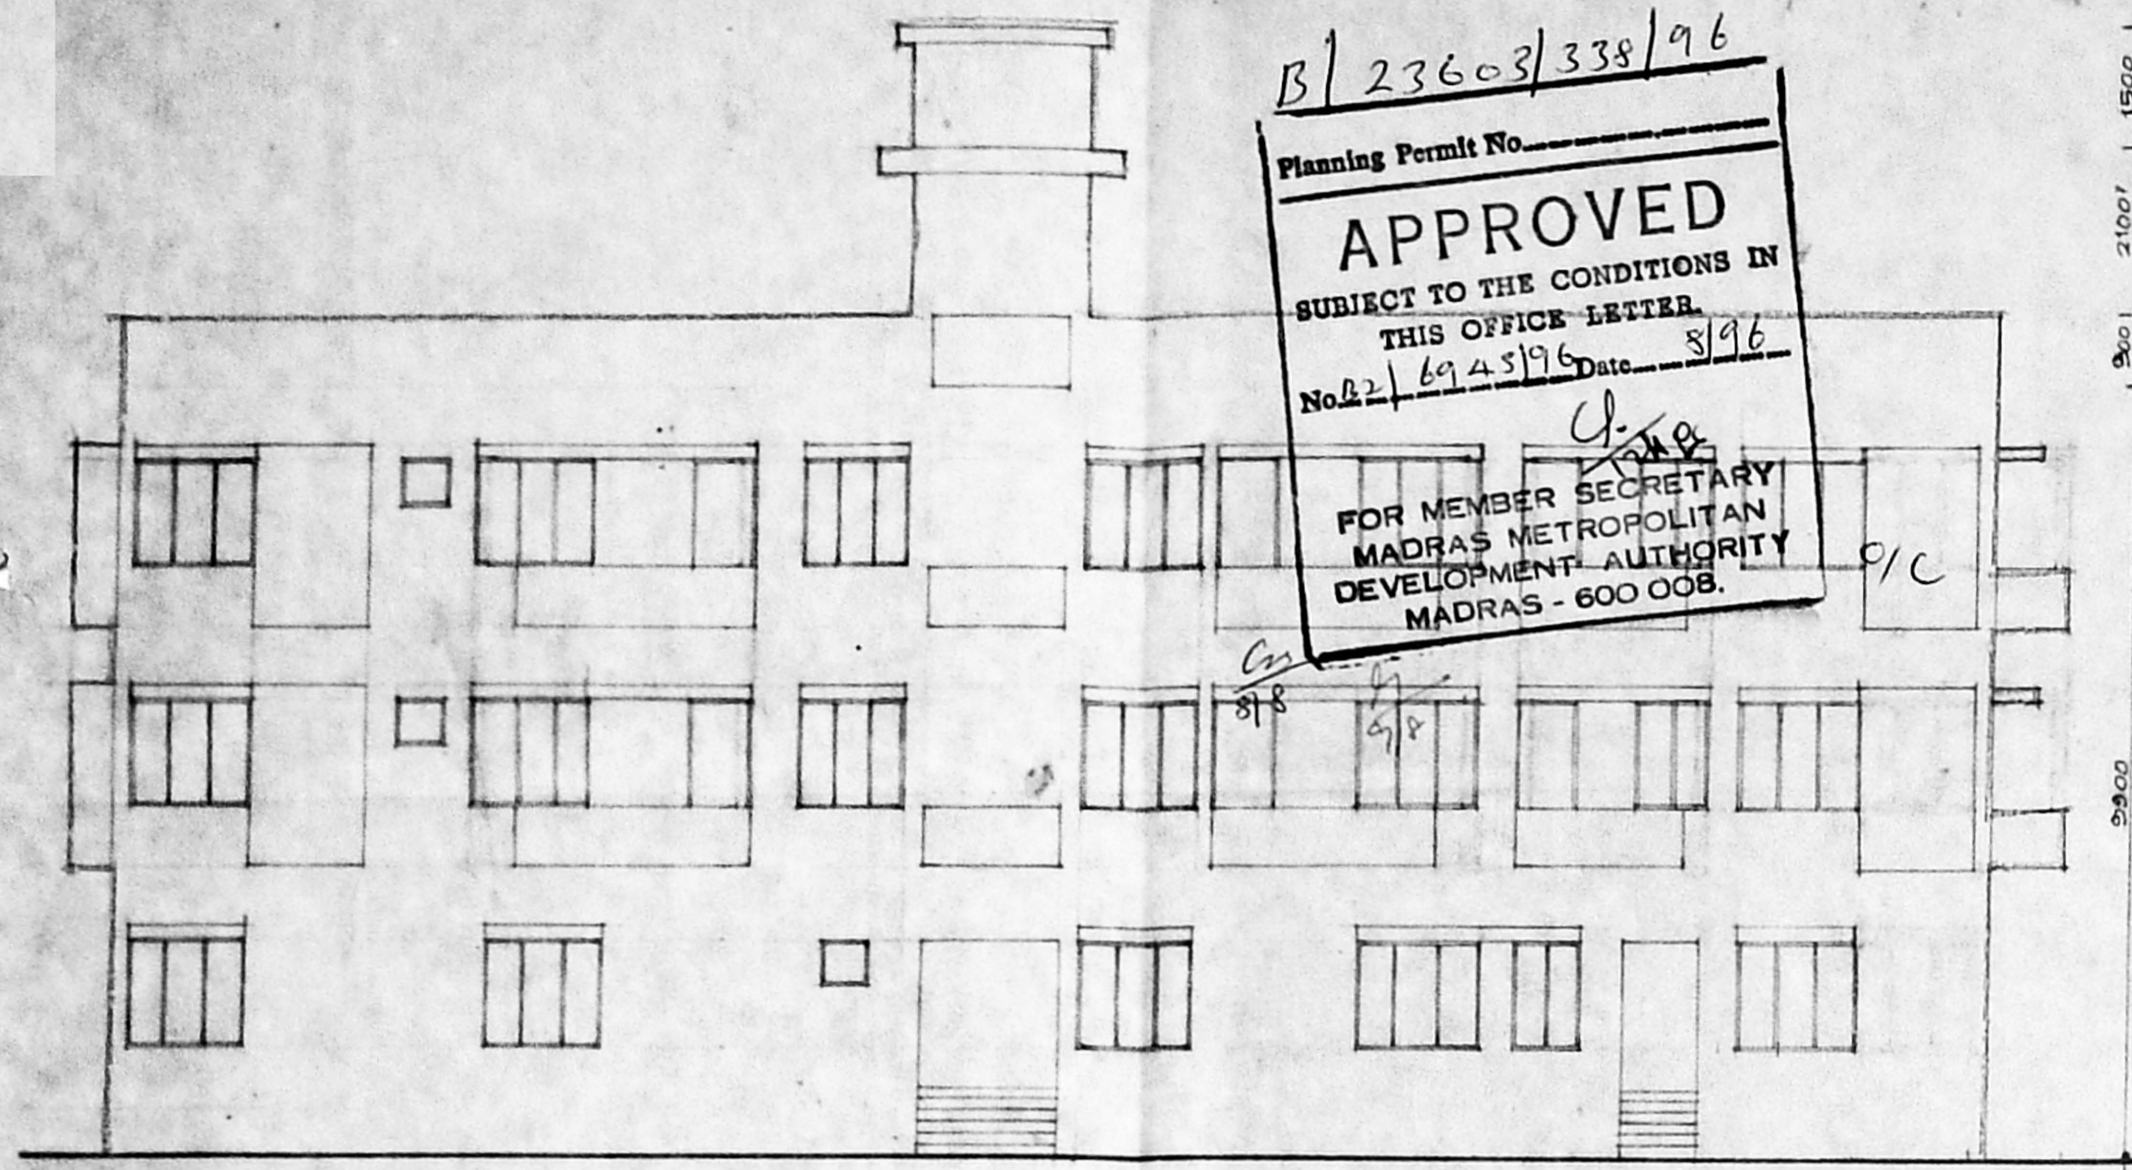 B/23603/338/96
Planning Permit No
APPROVED
SUBJECT TO THE CONDITIONS IN
THIS OFFICE LETTER.
No B2/6948/96 Date 8/96
FOR MEMBER SECRETARY
MADRAS METROPOLITAN
DEVELOPMENT AUTHORITY
MADRAS - 600 008.
O/C
8/8
9/8
1500
2100
900
9900